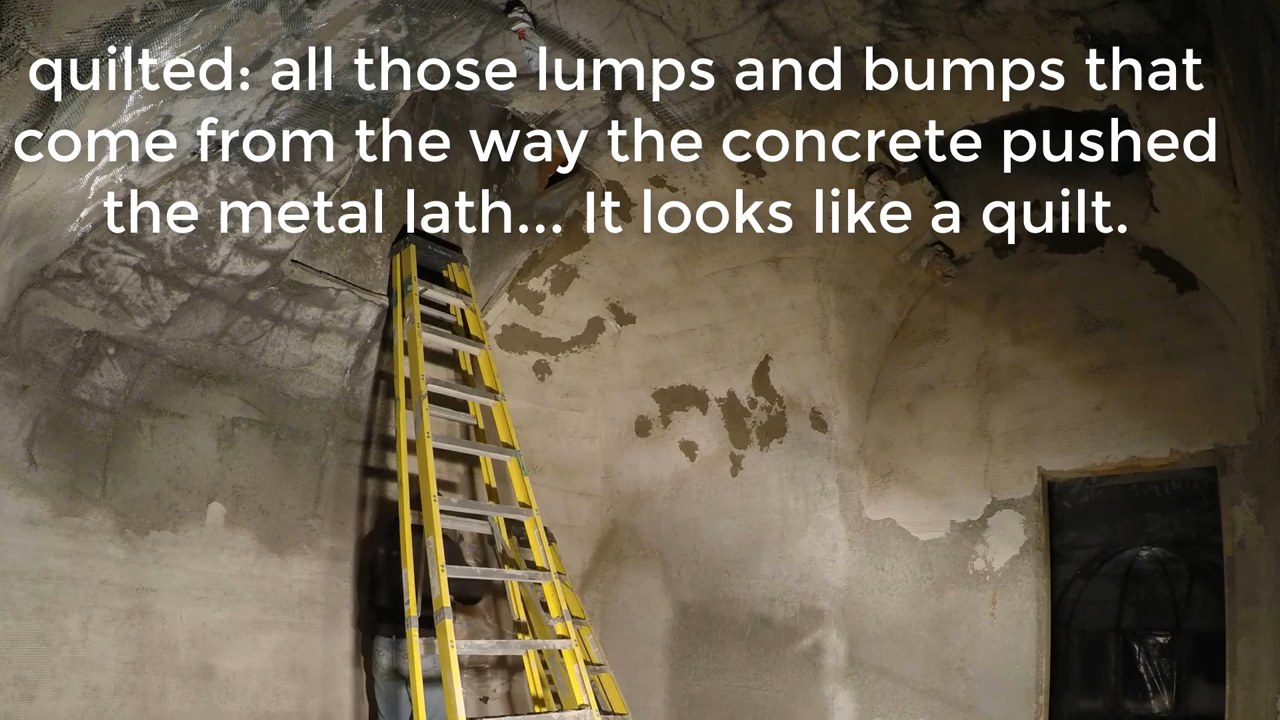 quilted: all those lumps and bumps that
come from the way the concrete pushed
the metal lath... It looks like a quilt.